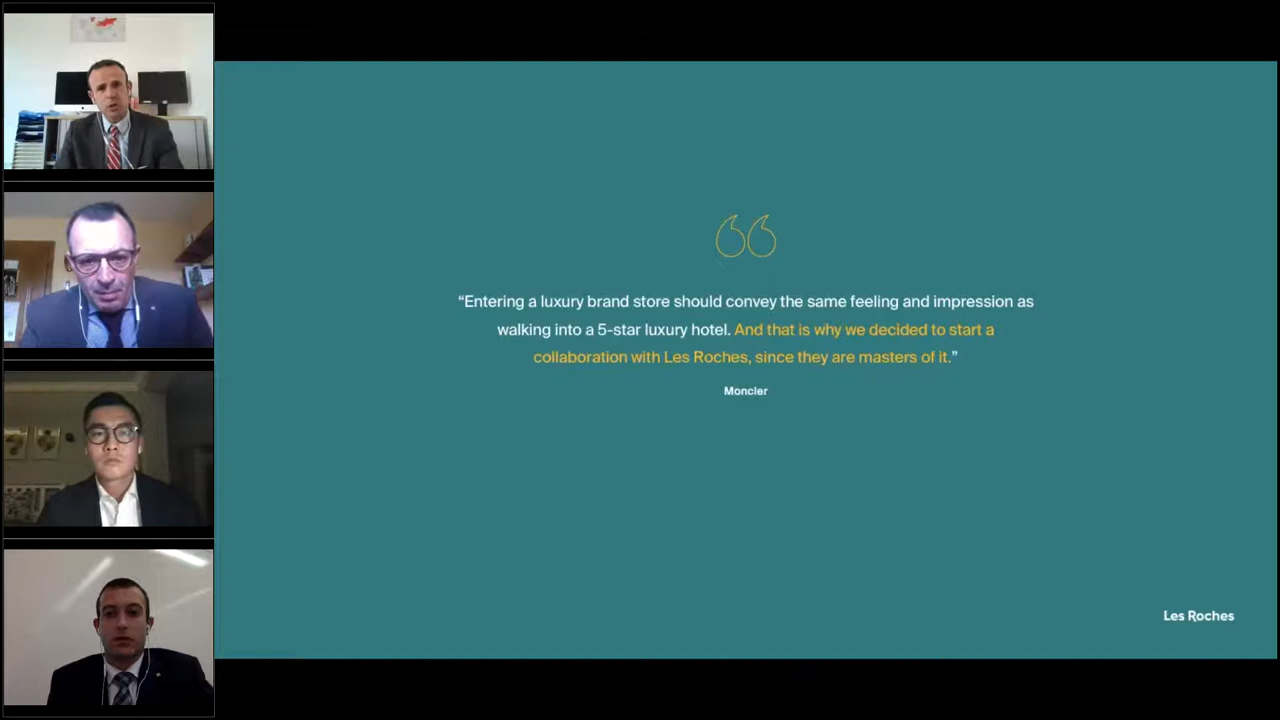 “Entering a luxury brand store should convey the same feeling and impression as
walking into a 5-star luxury hotel. And that is why we decided to start a
collaboration with Les Roches, since they are masters of it.”
Moncler
Les Roches